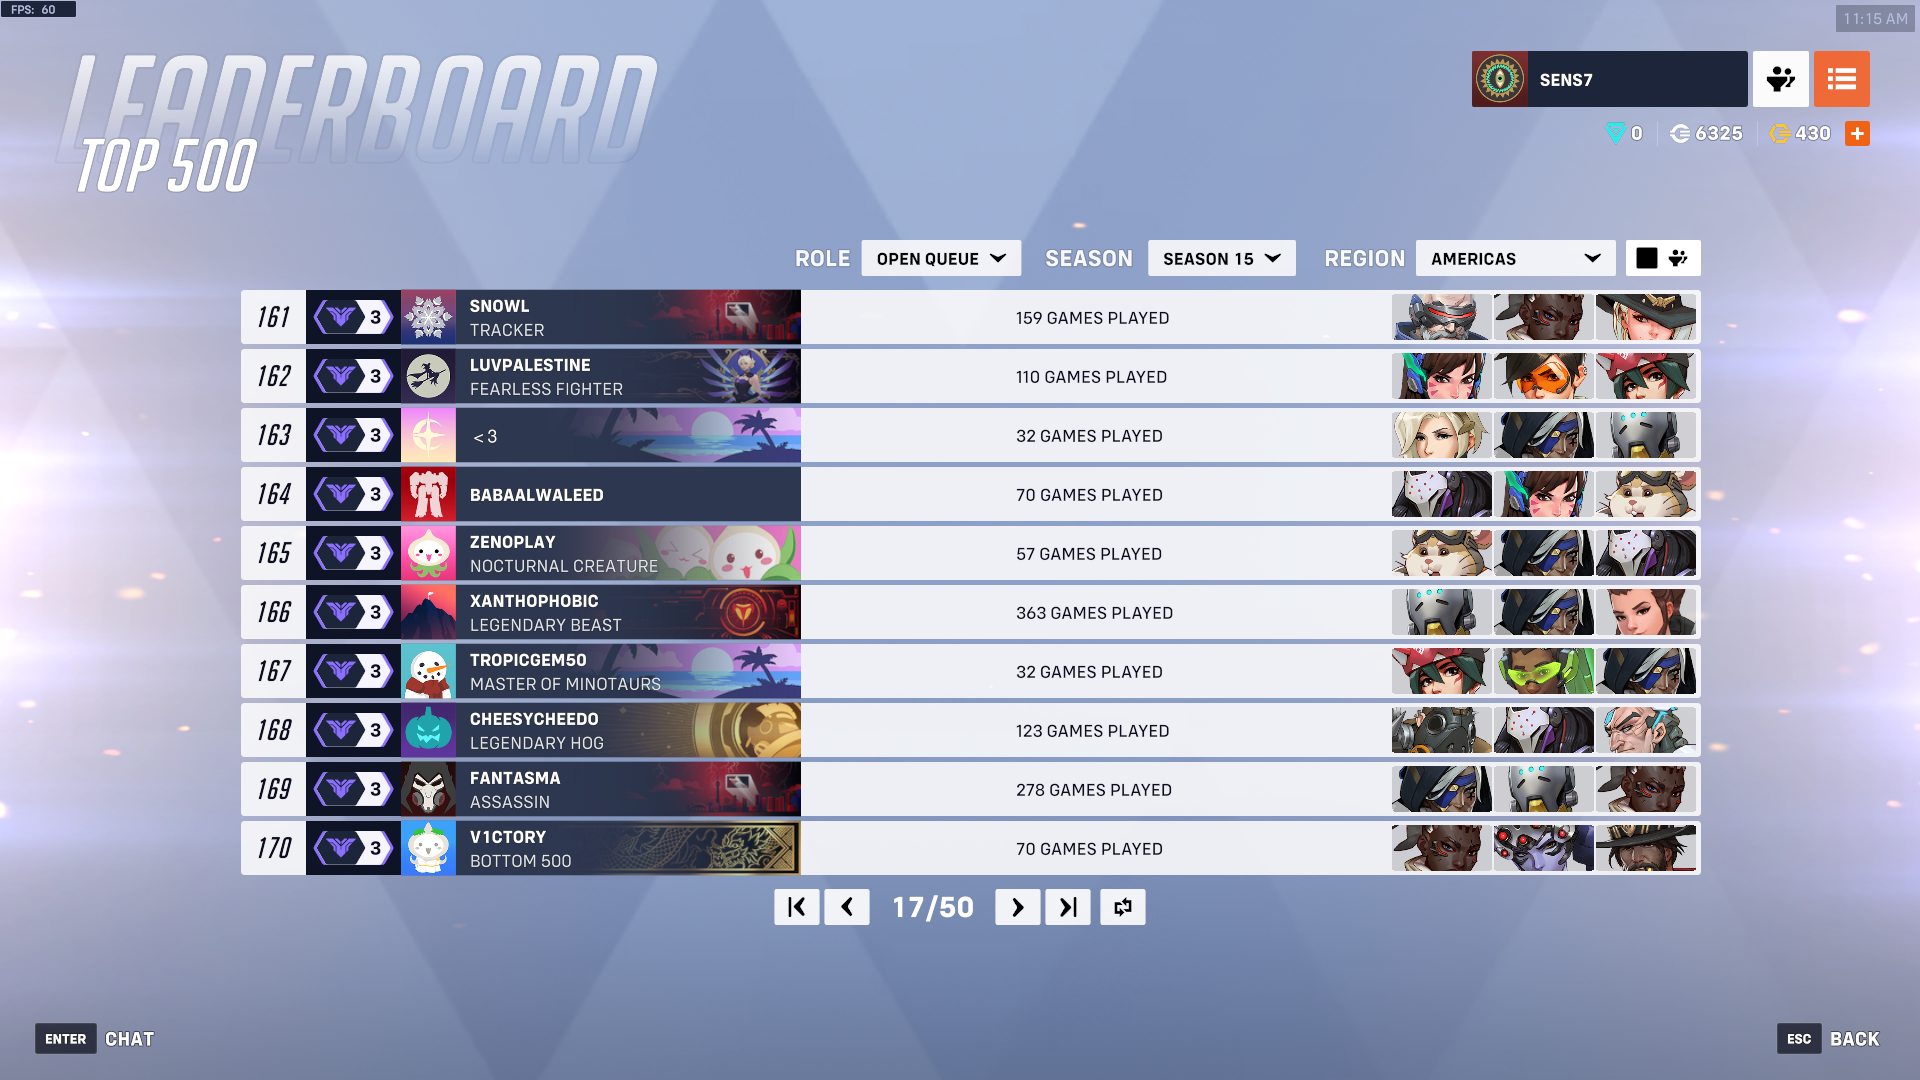 FPS: 60
11:15 AM
LEADERBOARD
TOP 500
SENS7
0 6325 430
ROLE OPEN QUEUE SEASON SEASON 15 REGION AMERICAS
161 3 SNOWL
TRACKER
159 GAMES PLAYED
162 3 LUVPALESTINE
FEARLESS FIGHTER
110 GAMES PLAYED
163 3 <3 32 GAMES PLAYED
164 3 BABAALWALEED 70 GAMES PLAYED
165 3 ZENOPLAY
NOCTURNAL CREATURE
57 GAMES PLAYED
166 3 XANTHOPHOBIC
LEGENDARY BEAST
363 GAMES PLAYED
167 3 TROPICGEM50
MASTER OF MINOTAURS
32 GAMES PLAYED
168 3 CHEESYCHEEDO
LEGENDARY HOG
123 GAMES PLAYED
169 3 FANTASMA
ASSASSIN
278 GAMES PLAYED
170 3 V1CTORY
BOTTOM 500
70 GAMES PLAYED
17/50
ENTER CHAT
ESC BACK